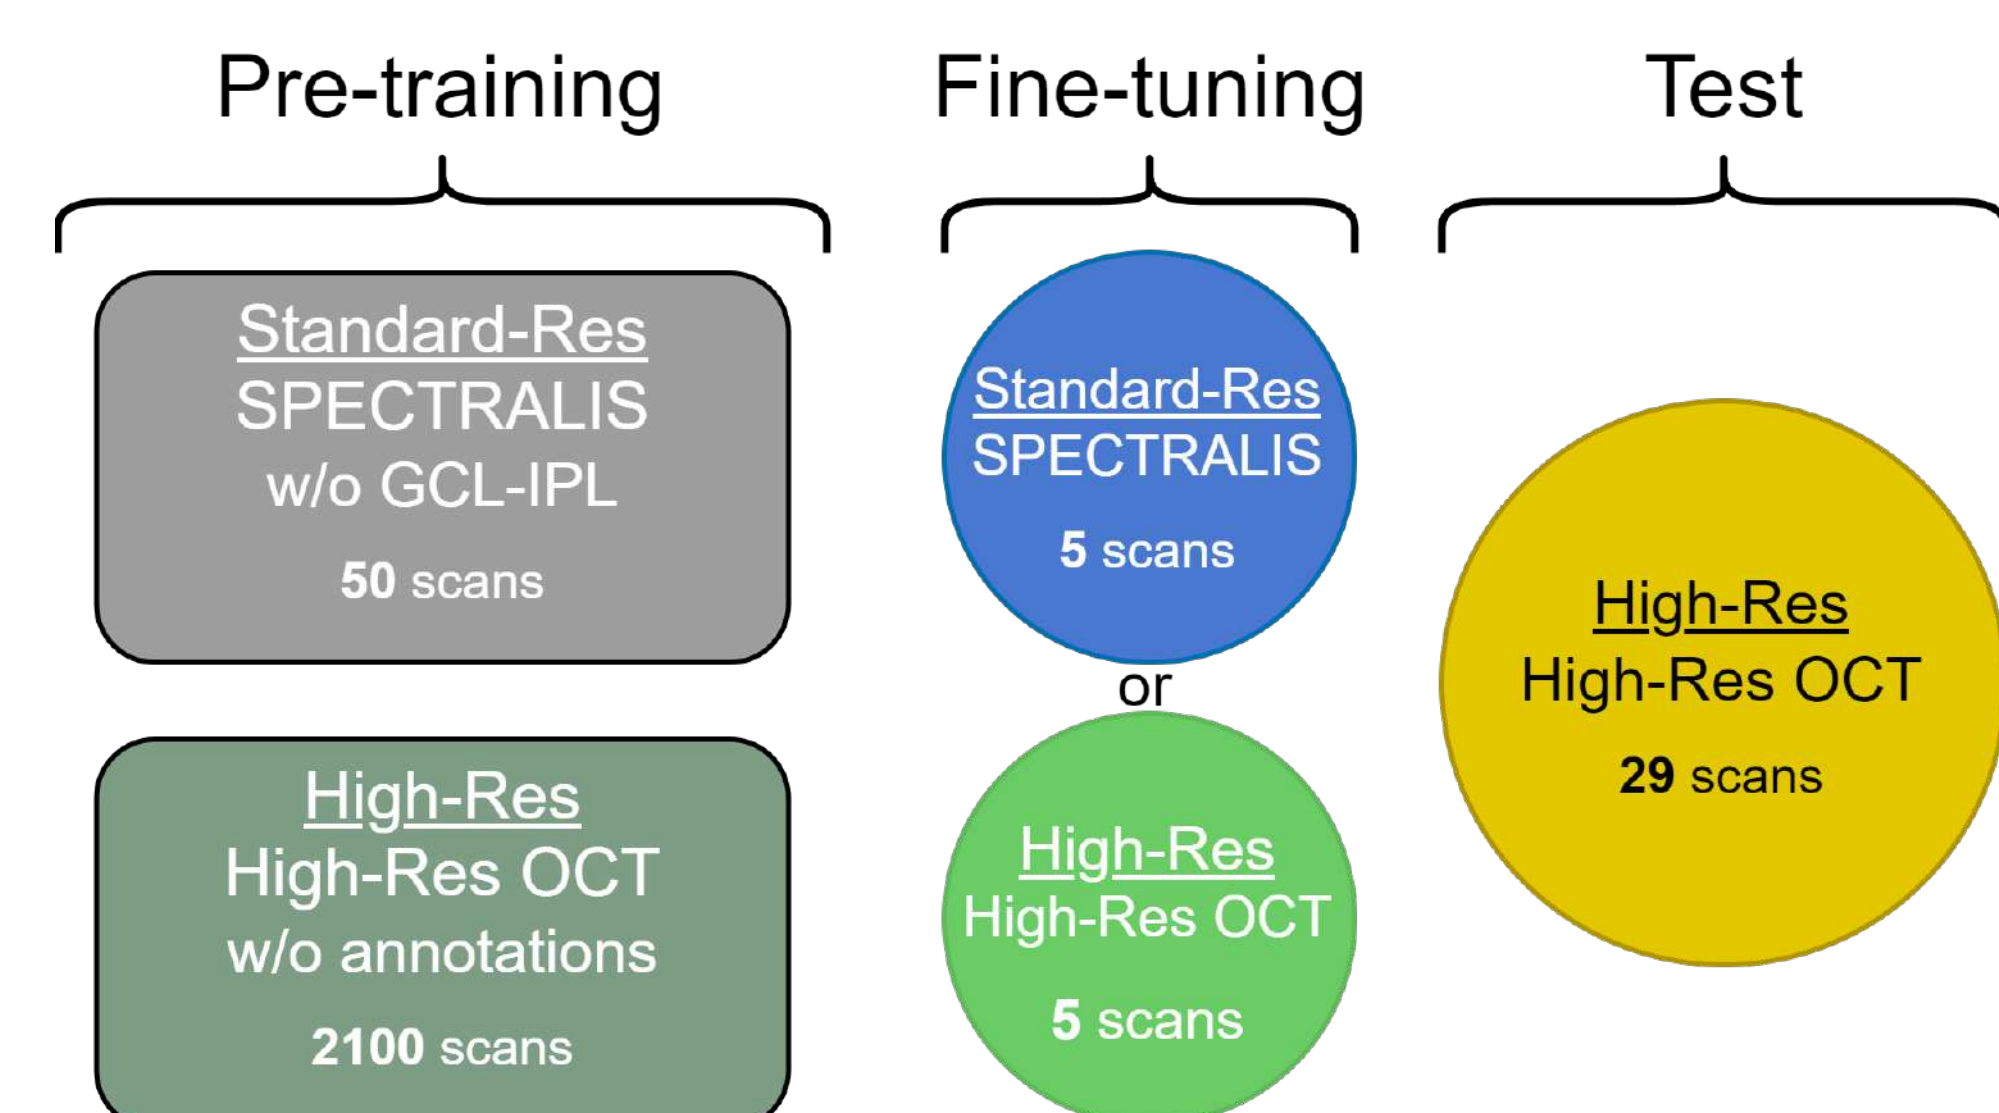 Pre-training
Standard-Res
SPECTRALIS
w/o GCL-IPL
50 scans
High-Res
High-Res OCT
w/o annotations
2100 scans
Fine-tuning
Standard-Res
SPECTRALIS
5 scans
or
High-Res
High-Res OCT
5 scans
Test
High-Res
High-Res OCT
29 scans